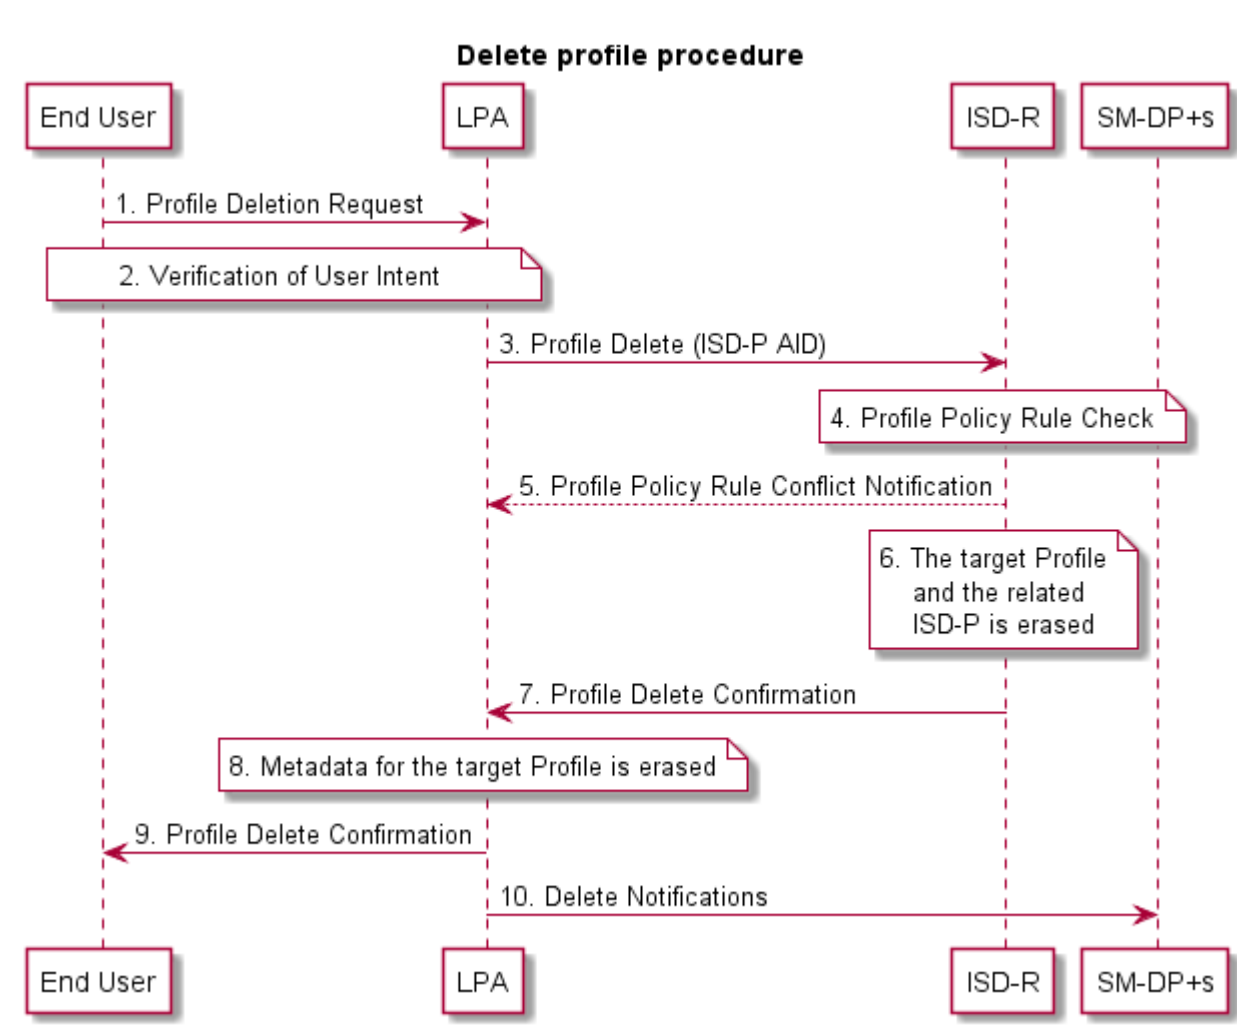 Delete profile procedure
End User
LPA
ISD-R
SM-DP+s
1. Profile Deletion Request
2. Verification of User Intent
3. Profile Delete (ISD-P AID)
4. Profile Policy Rule Check
5. Profile Policy Rule Conflict Notification
6. The target Profile
and the related
ISD-P is erased
7. Profile Delete Confirmation
8. Metadata for the target Profile is erased
9. Profile Delete Confirmation
10. Delete Notifications
End User
LPA
ISD-R
SM-DP+s